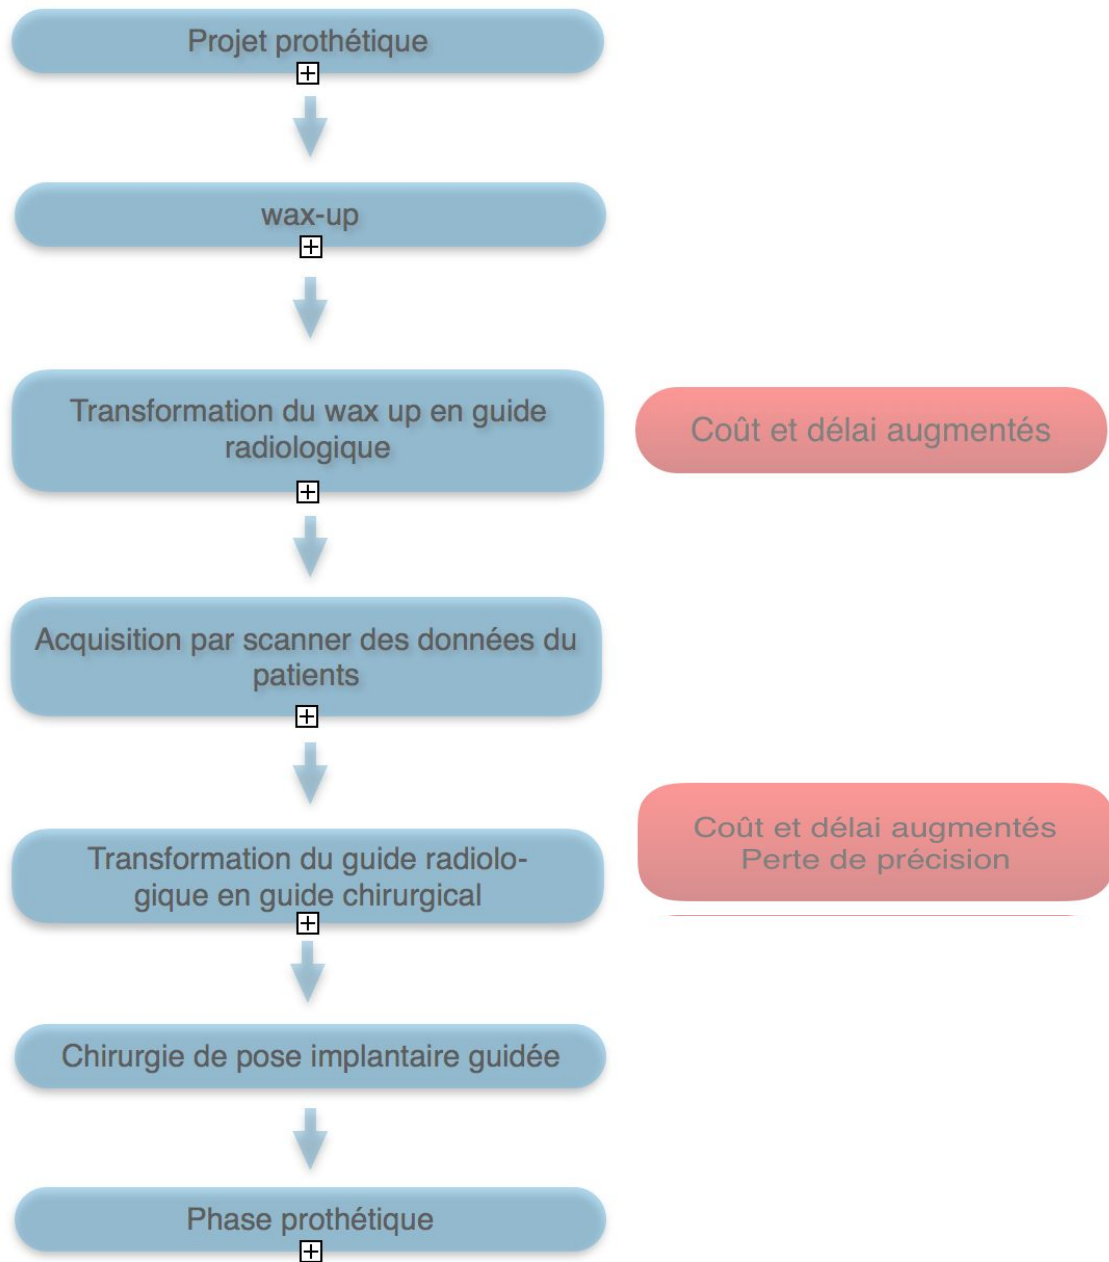 Projet prothétique
wax-up
Transformation du wax up en guide
radiologique
Coût et délai augmentés
Acquisition par scanner des données du
patients
Coût et délai augmentés
Perte de précision
Transformation du guide radiolo-
gique en guide chirurgical
Chirurgie de pose implantaire guidée
Phase prothétique